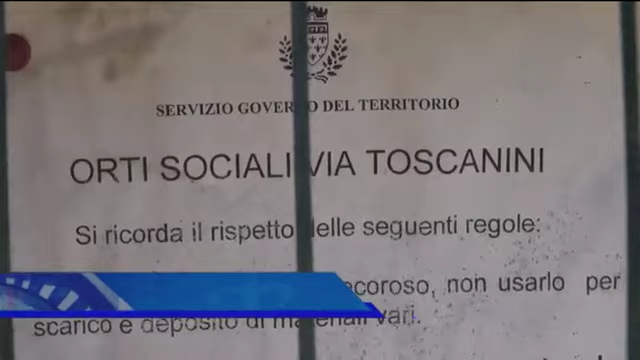 SERVIZIO GOVERNO DEL TERRITORIO
ORTI SOCIALI VIA TOSCANINI
Si ricorda il rispetto delle seguenti regole:
decoroso, non usarlo per
scarico e deposito di materiali vari.